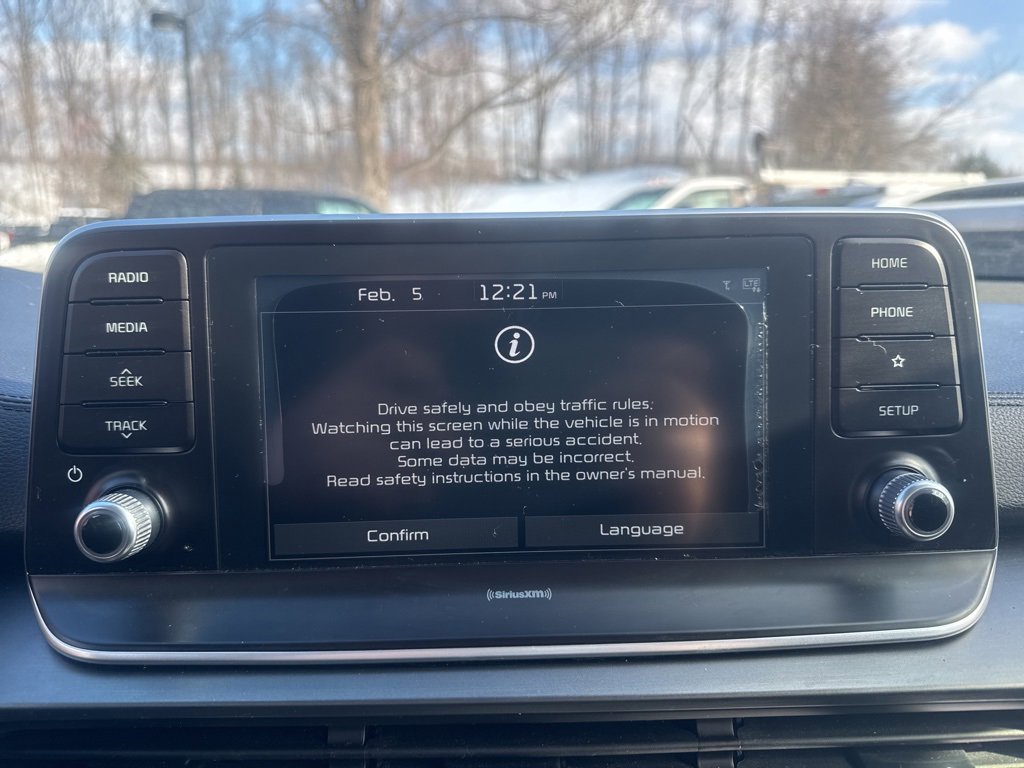 RADIO
MEDIA
SEEK
TRACK
Feb. 5 12:21 PM
LTE
Drive safely and obey traffic rules:
Watching this screen while the vehicle is in motion
can lead to a serious accident.
Some data may be incorrect.
Read safety instructions in the owner's manual.
Confirm Language
HOME
PHONE
SETUP
SiriusXM